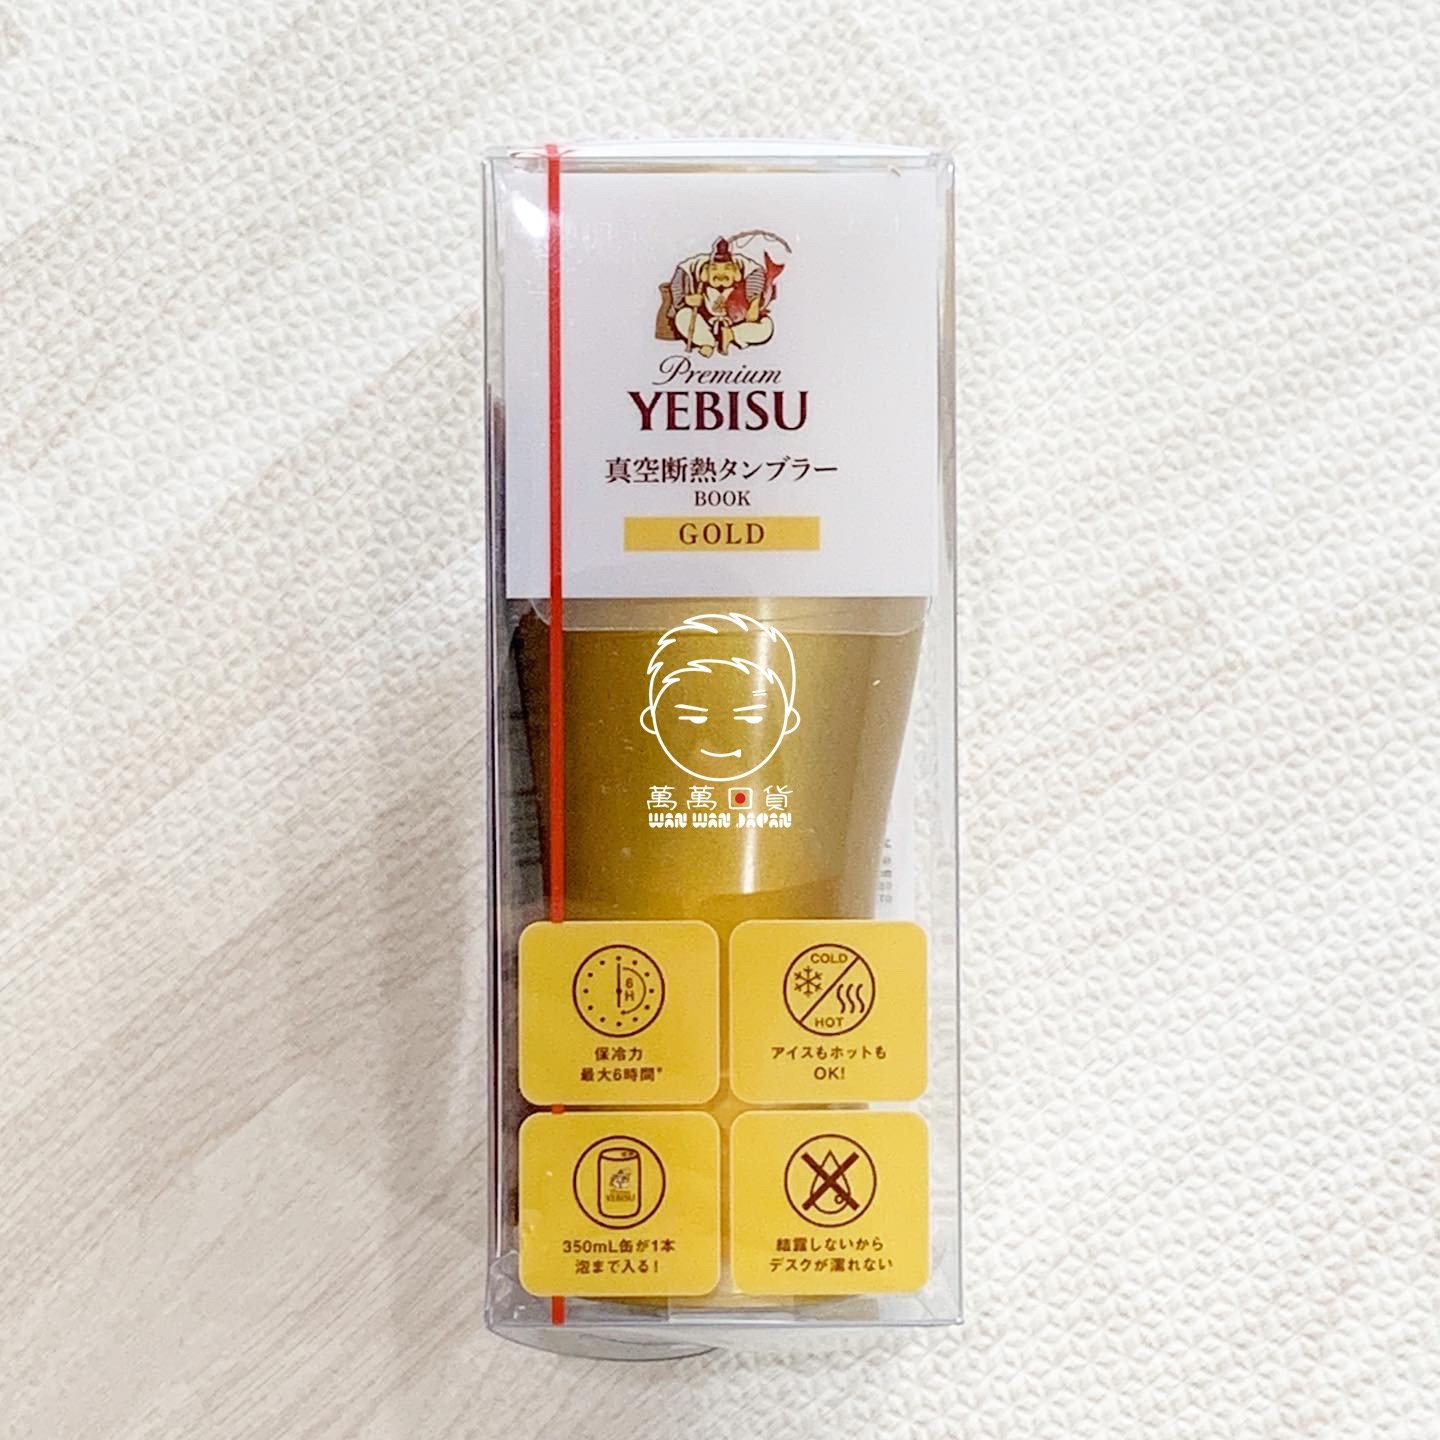 Premium
YEBISU
真空断熱タンブラー
BOOK
GOLD
萬萬日貨
WAN WAN JAPAN
6
H
保冷力
最大6時間*
COLD
HOT
アイスもホットも
OK!
YEBISU
350mL缶が1本
泡まで入る!
結露しないから
デスクが濡れない